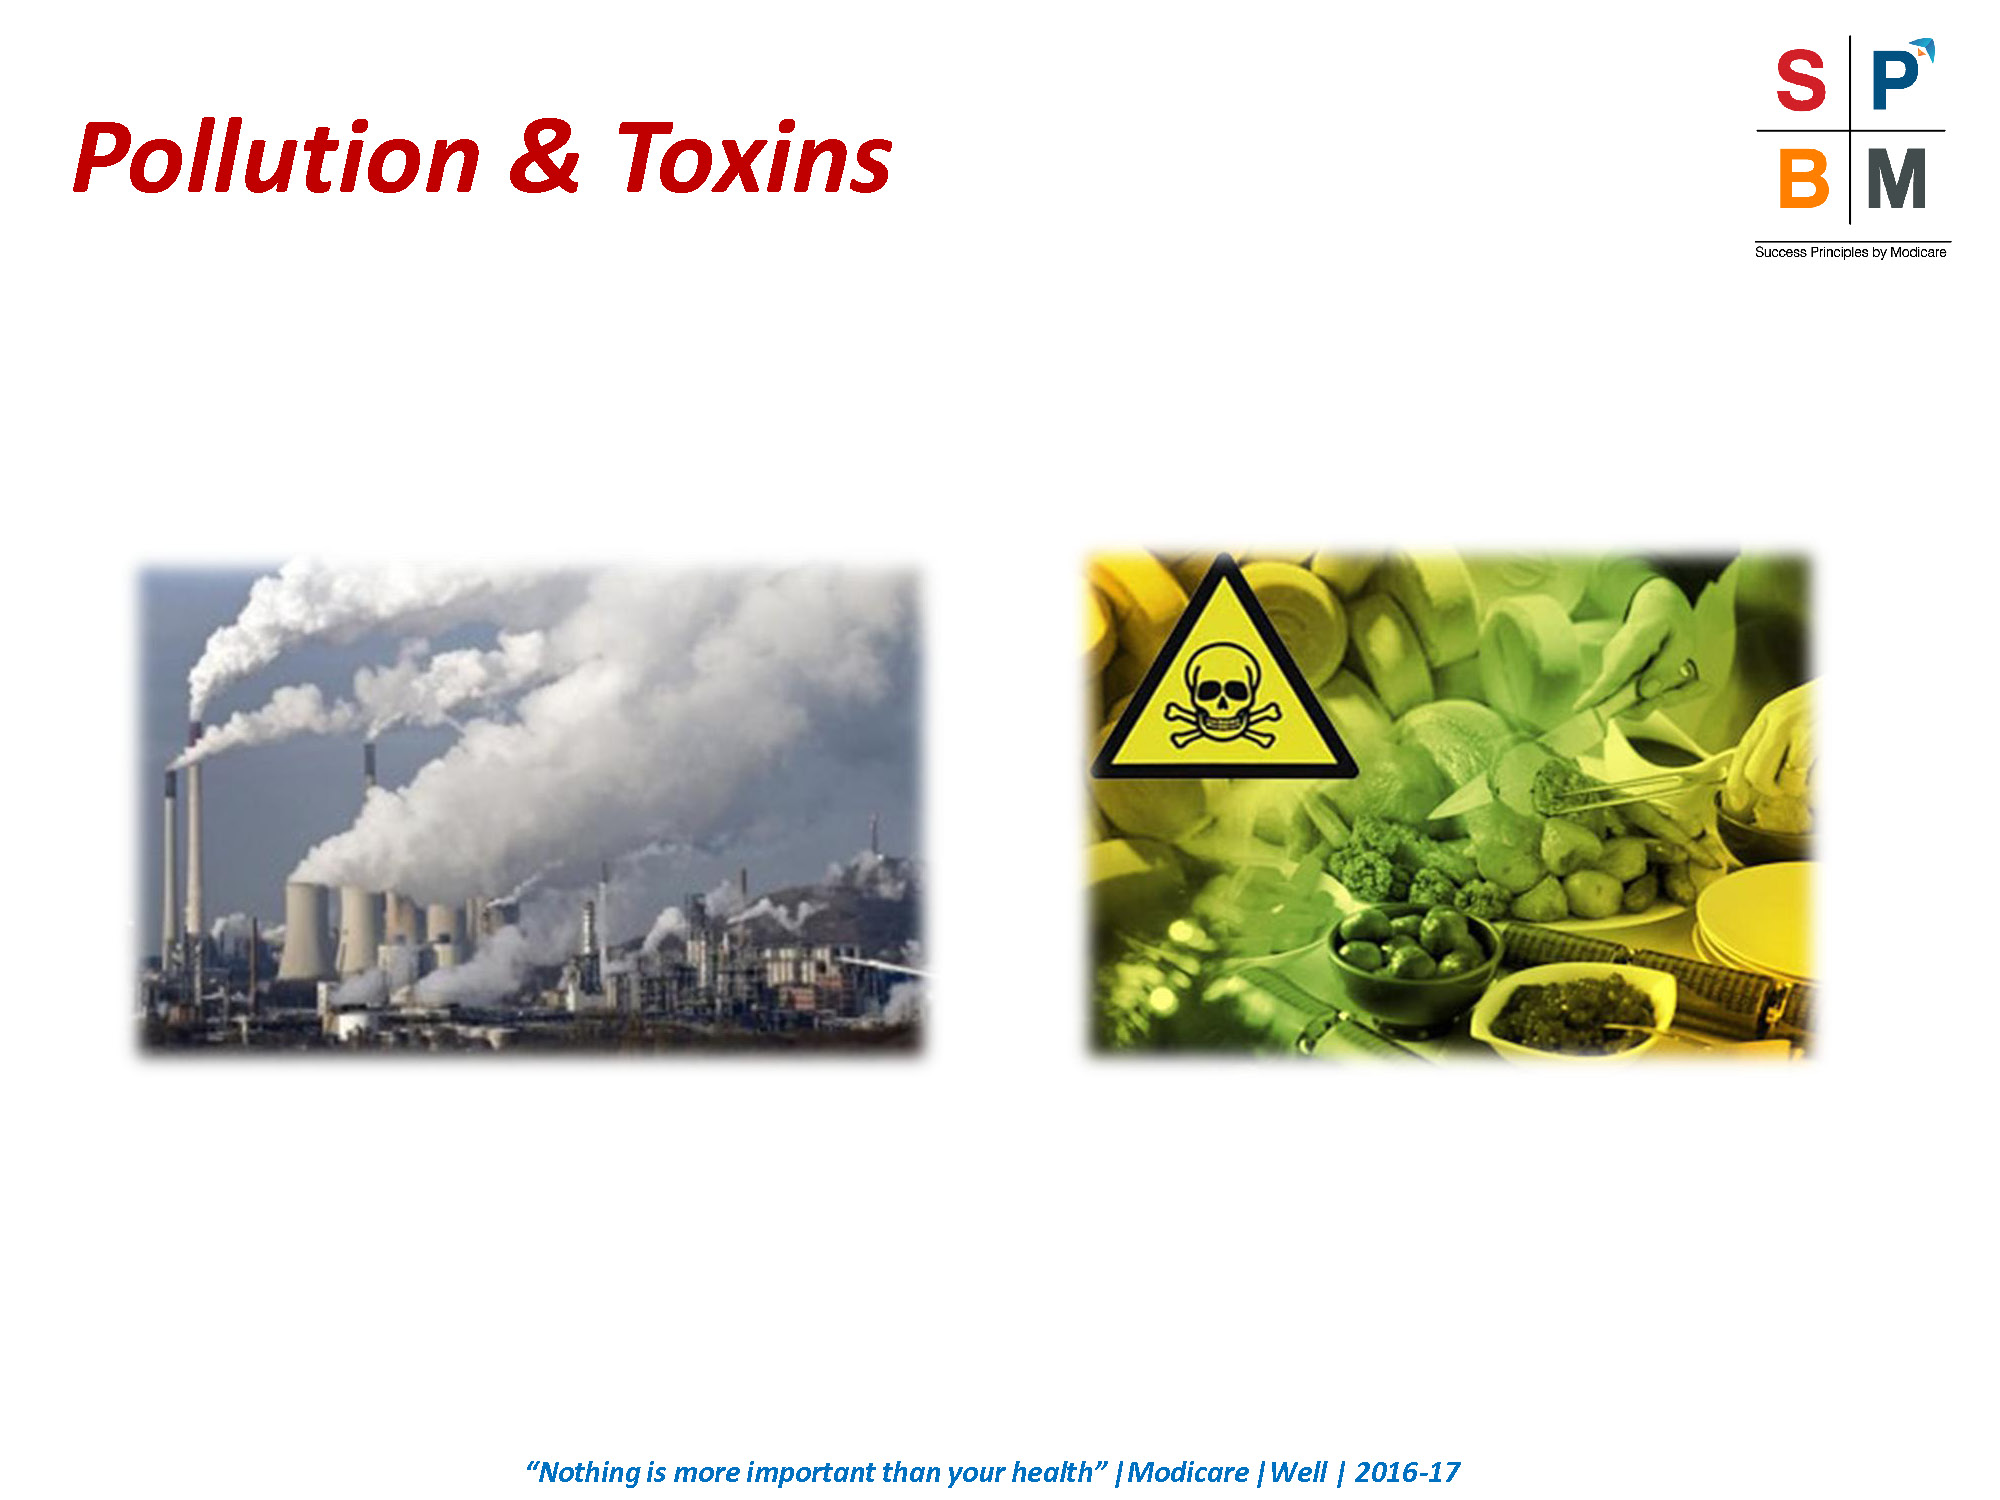 Pollution & Toxins
S P
B M
Success Principles by Modicare
“Nothing is more important than your health” |Modicare |Well | 2016-17